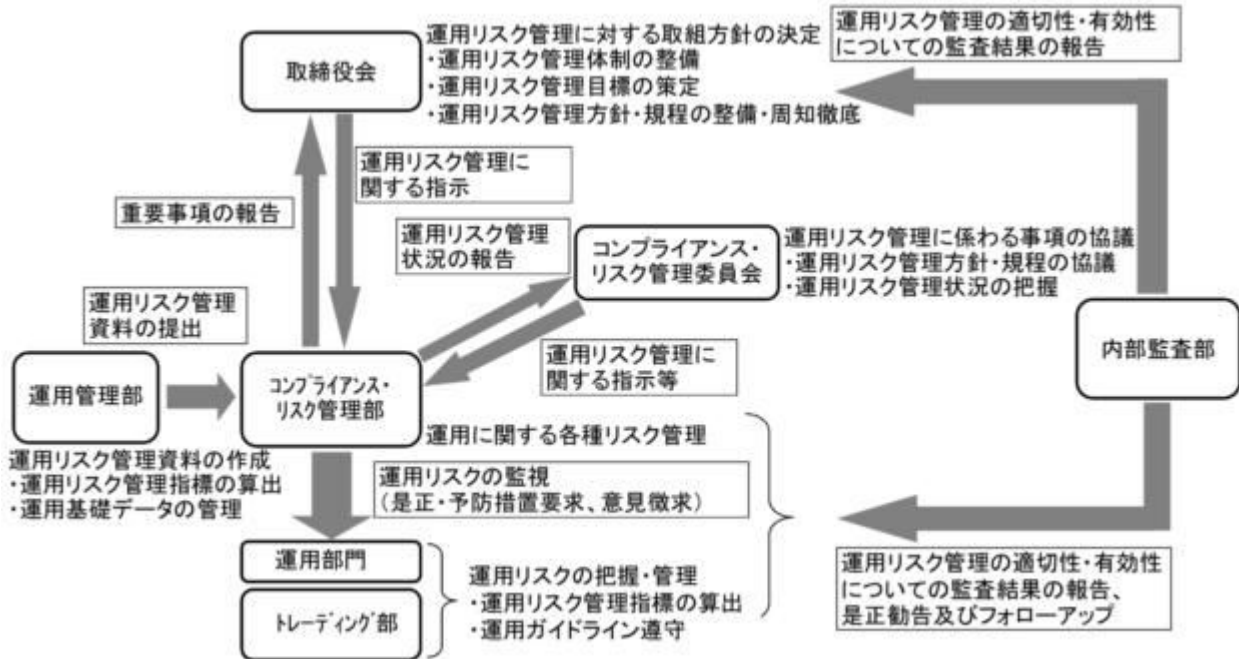 取締役会
運用リスク管理に対する取組方針の決定
・運用リスク管理体制の整備
・運用リスク管理目標の策定
・運用リスク管理方針・規程の整備・周知徹底
運用リスク管理の適切性・有効性
についての監査結果の報告
重要事項の報告
運用リスク管理に
関する指示
運用リスク管理
状況の報告
コンプライアンス・
リスク管理委員会
運用リスク管理に係わる事項の協議
・運用リスク管理方針・規程の協議
・運用リスク管理状況の把握
運用リスク管理
資料の提出
運用リスク管理に
関する指示等
内部監査部
運用管理部
コンプライアンス・
リスク管理部
運用に関する各種リスク管理
運用リスク管理資料の作成
・運用リスク管理指標の算出
・運用基礎データの管理
運用リスクの監視
(是正・予防措置要求、意見徴求)
運用部門
トレーディング部
運用リスクの把握・管理
・運用リスク管理指標の算出
・運用ガイドライン遵守
運用リスク管理の適切性・有効性
についての監査結果の報告、
是正勧告及びフォローアップ